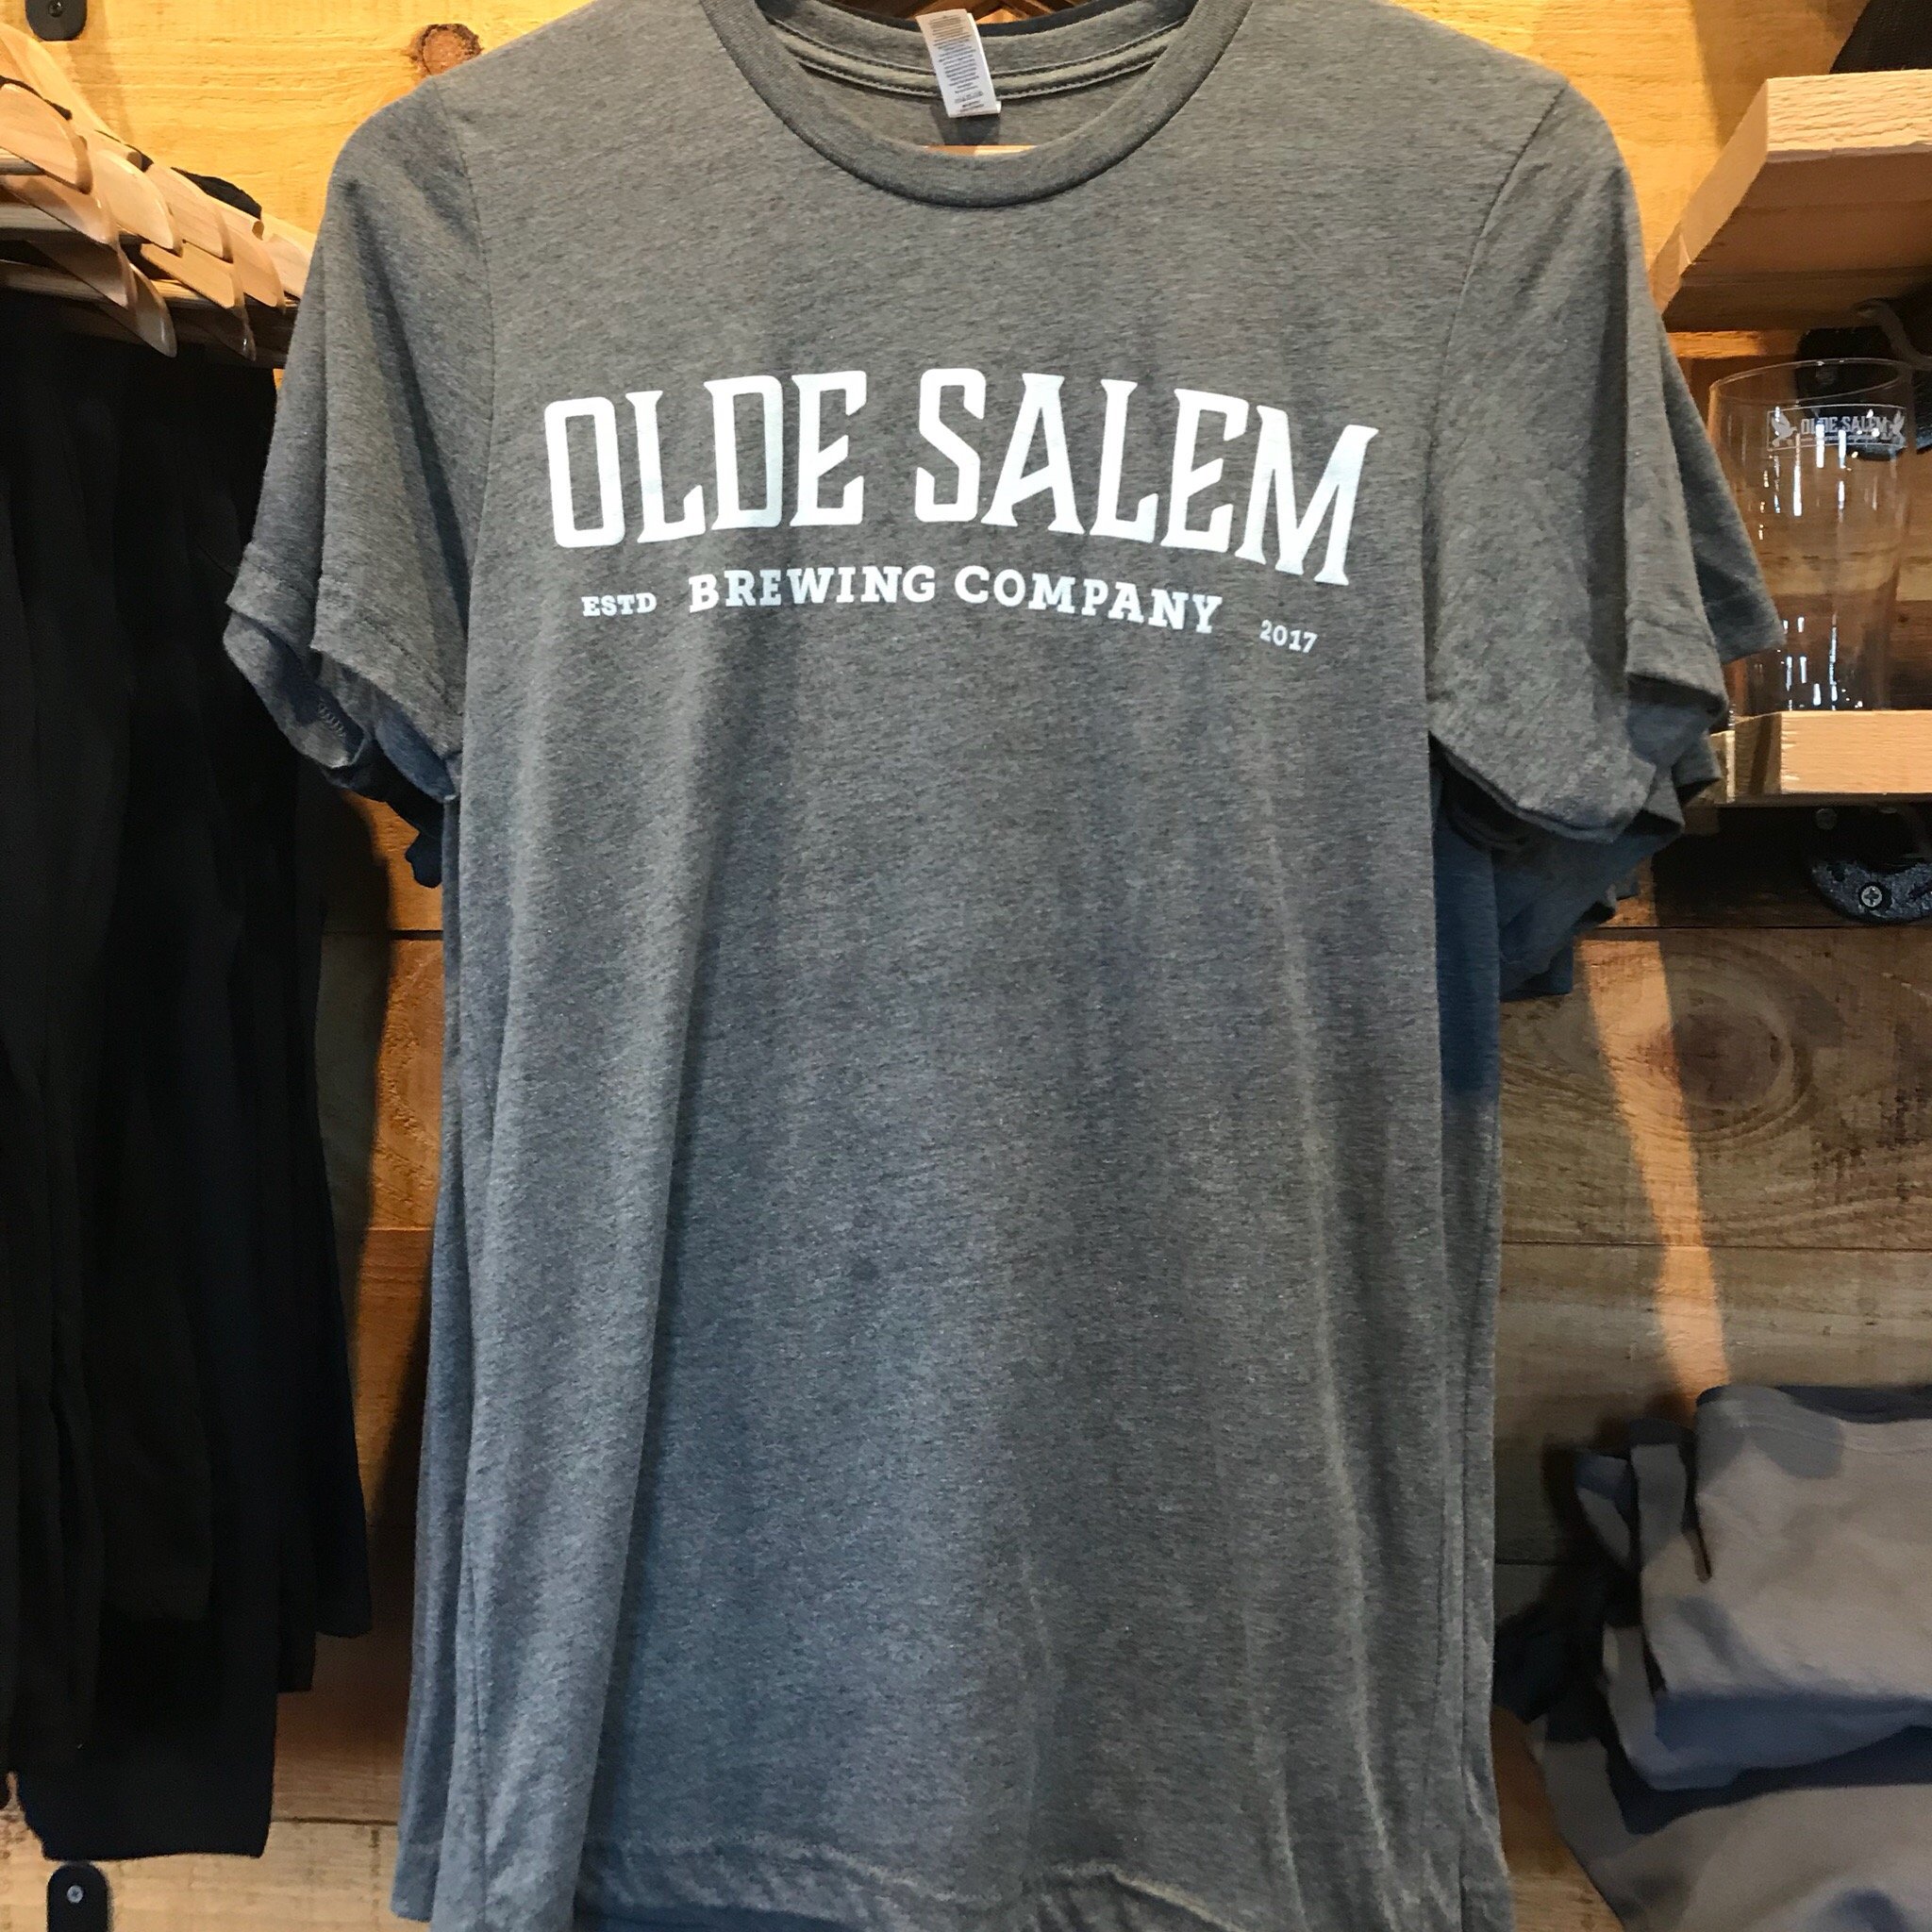 OLDE SALEM
ESTD BREWING COMPANY 2017
OLDE SALEM